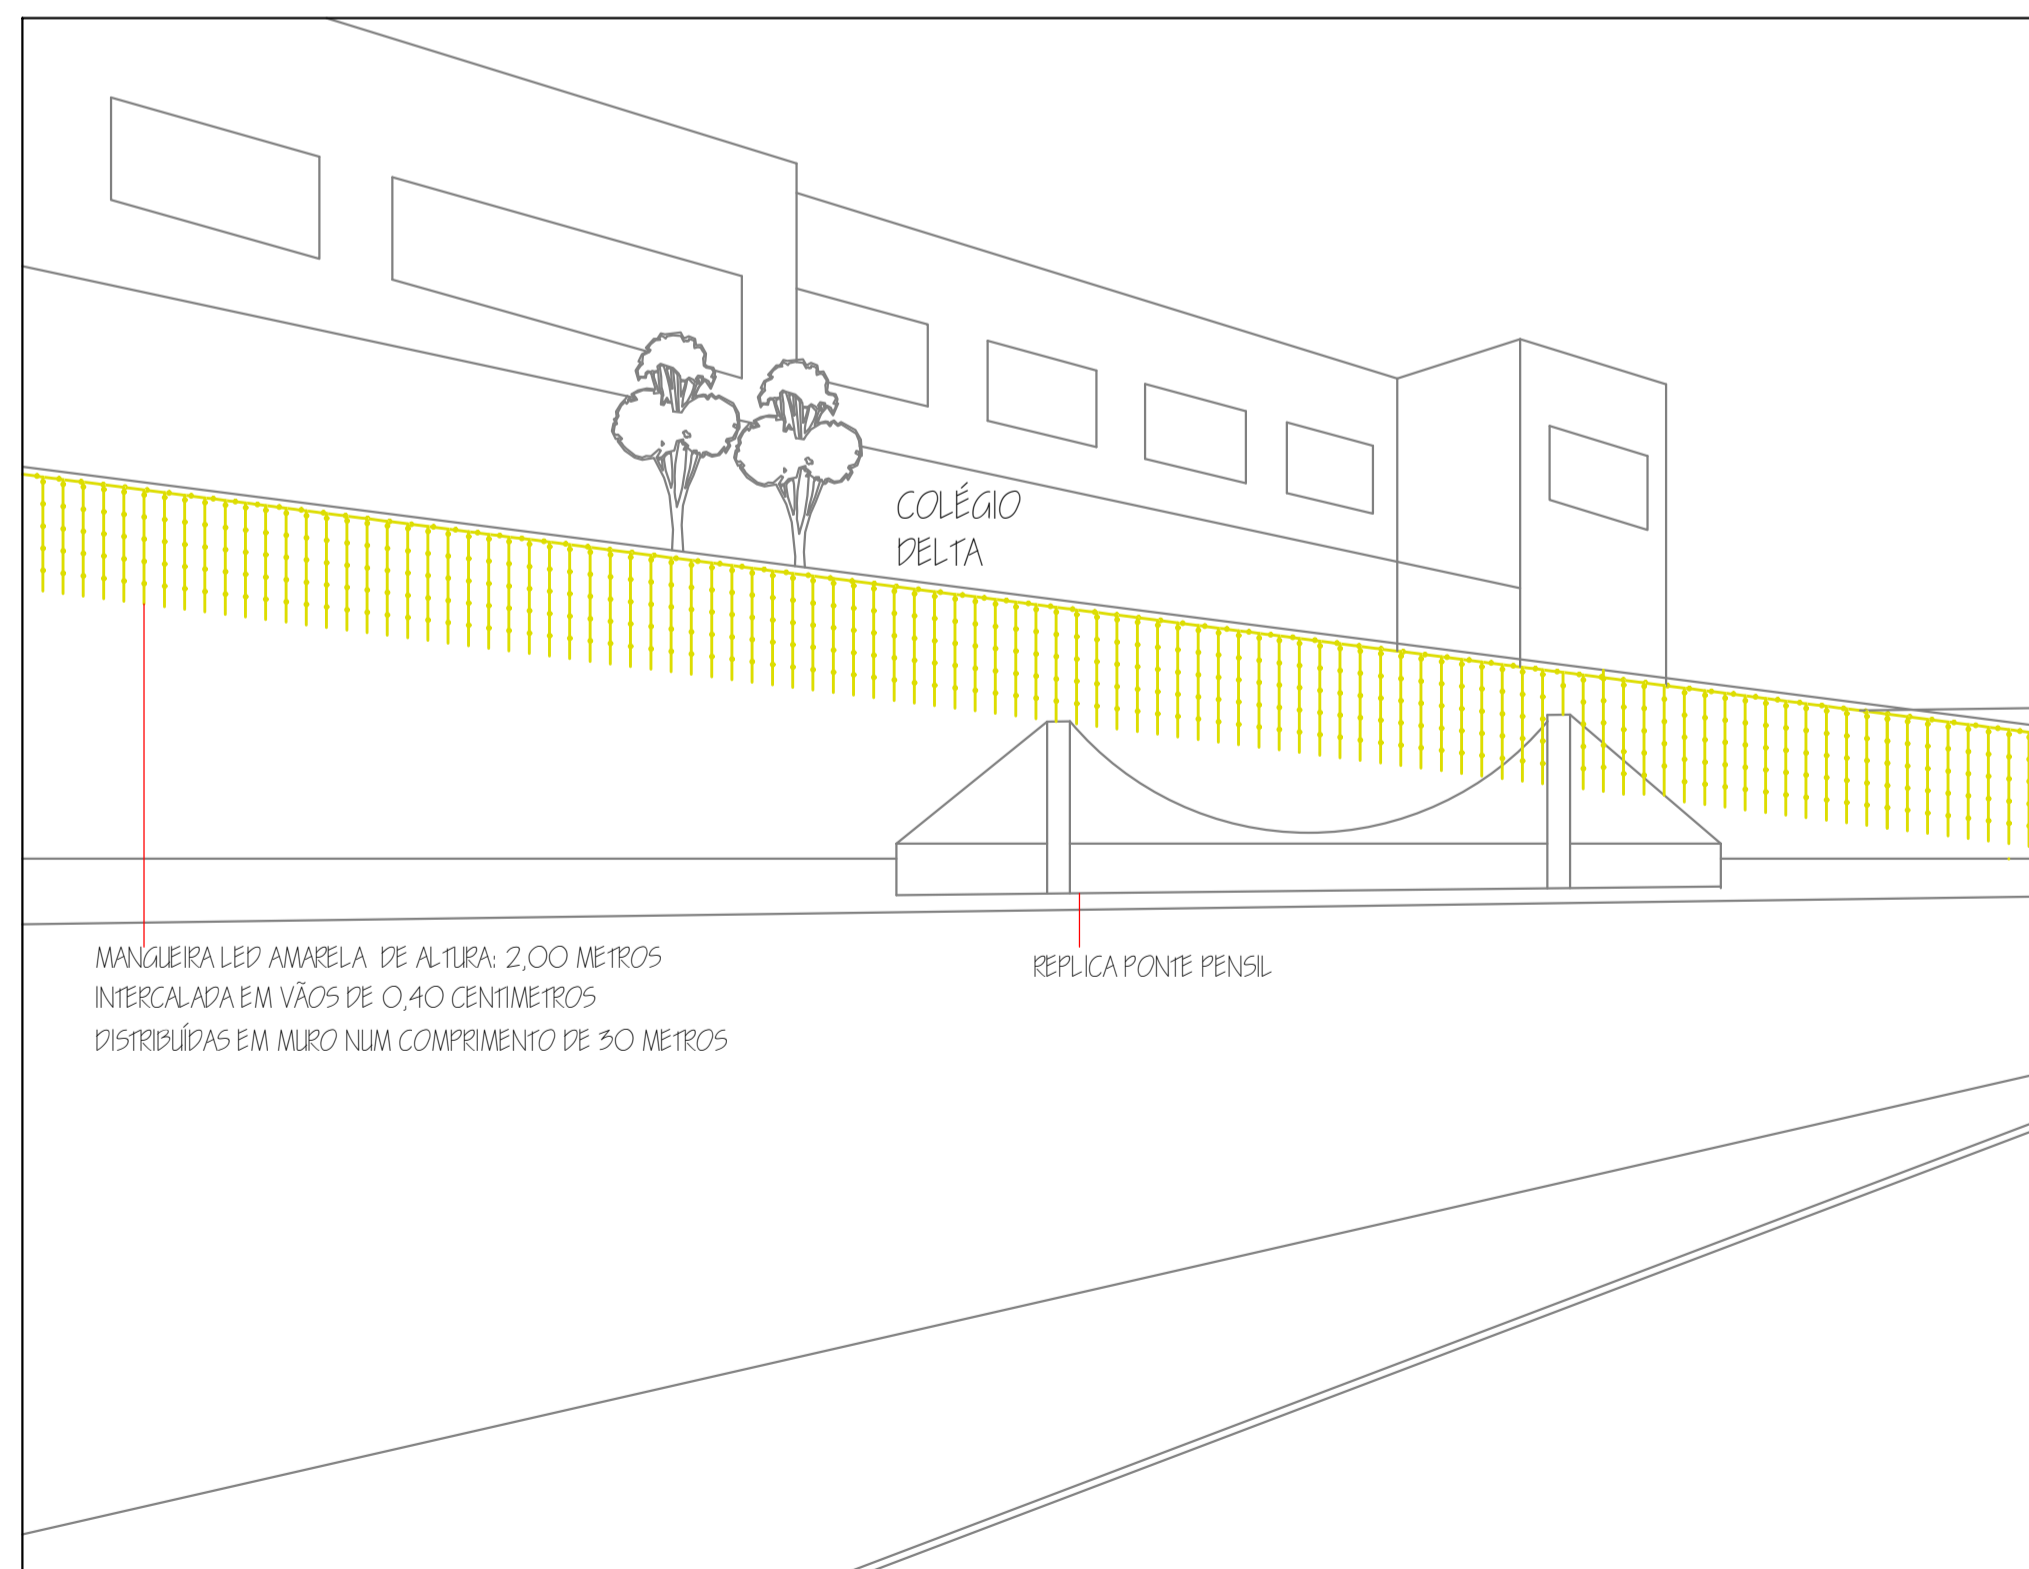 COLÉGIO
DELTA
MANGUEIRA LED AMARELA DE ALTURA: 2,00 METROS
INTERCALADA EM VÃOS DE 0,40 CENTIMETROS
DISTRIBUÍDAS EM MURO NUM COMPRIMENTO DE 30 METROS
REPLICA PONTE PENSIL